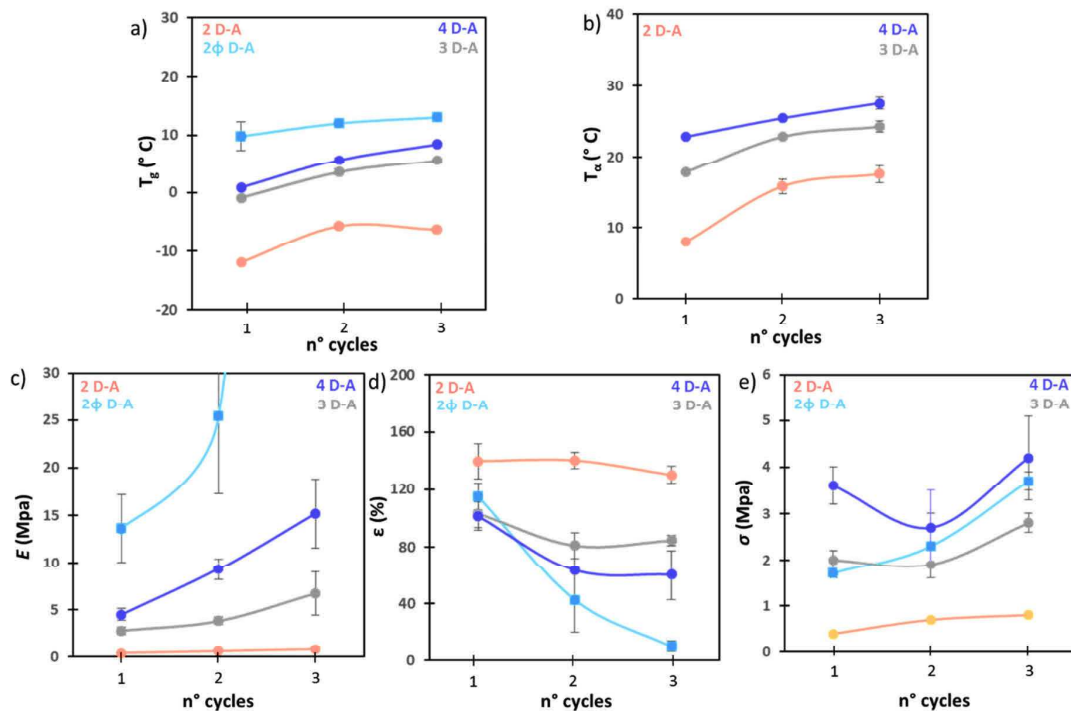 a)
30
20
10
0
-10
-20
2 D-A
2ϕ D-A
4 D-A
3 D-A
Tg (° C)
1 2 3
n° cycles
b)
40
30
20
10
0
2 D-A
4 D-A
3 D-A
Tα (° C)
1 2 3
n° cycles
c)
30
25
20
15
10
5
0
2 D-A
2ϕ D-A
4 D-A
3 D-A
E (Mpa)
1 2 3
n° cycles
d)
200
160
120
80
40
0
2 D-A
2ϕ D-A
4 D-A
3 D-A
ε (%)
1 2 3
n° cycles
e)
6
5
4
3
2
1
0
2 D-A
2ϕ D-A
4 D-A
3 D-A
σ (Mpa)
1 2 3
n° cycles